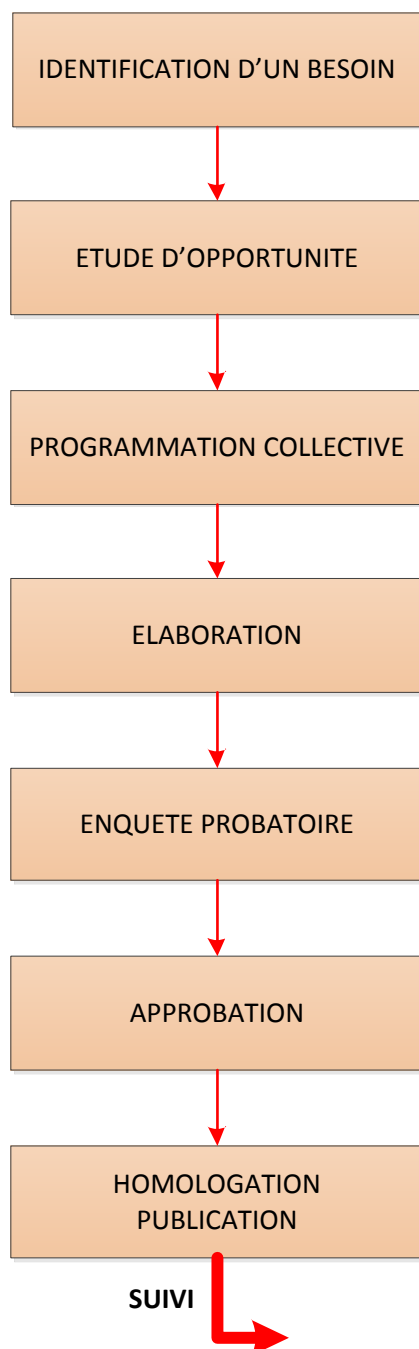 IDENTIFICATION D’UN BESOIN
ETUDE D’OPPORTUNITE
PROGRAMMATION COLLECTIVE
ELABORATION
ENQUETE PROBATOIRE
APPROBATION
HOMOLOGATION
PUBLICATION
SUIVI